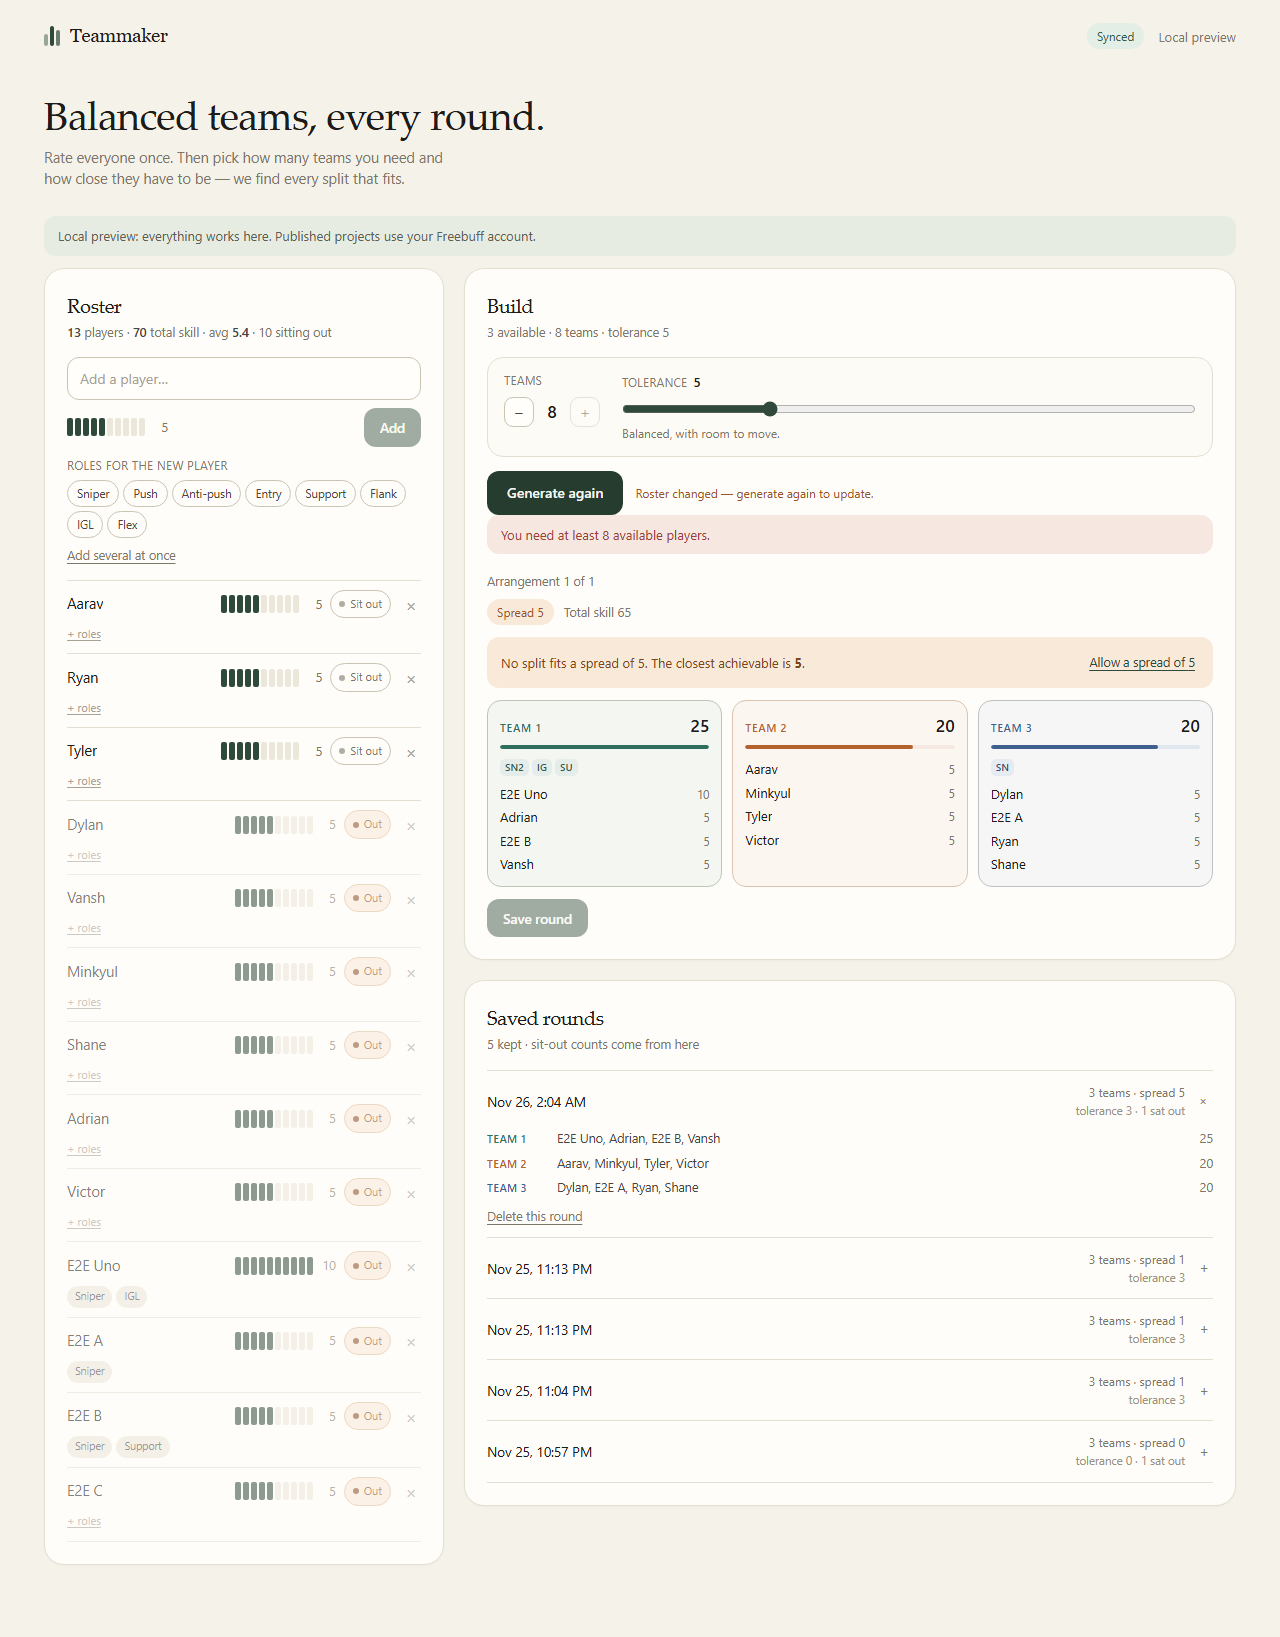 Teammaker
Synced
Local preview
Balanced teams, every round.
Rate everyone once. Then pick how many teams you need and
how close they have to be — we find every split that fits.
Local preview: everything works here. Published projects use your Freebuff account.
Roster
13 players · 70 total skill · avg 5.4 · 10 sitting out
Add a player...
5
Add
ROLES FOR THE NEW PLAYER
Sniper Push Anti-push Entry Support Flank
IGL Flex
Add several at once
Aarav 5 Sit out ×
+ roles
Ryan 5 Sit out ×
+ roles
Tyler 5 Sit out ×
+ roles
Dylan 5 Out ×
+ roles
Vansh 5 Out ×
+ roles
Minkyul 5 Out ×
+ roles
Shane 5 Out ×
+ roles
Adrian 5 Out ×
+ roles
Victor 5 Out ×
+ roles
E2E Uno 10 Out ×
Sniper IGL
E2E A 5 Out ×
Sniper
E2E B 5 Out ×
Sniper Support
E2E C 5 Out ×
+ roles
Build
3 available · 8 teams · tolerance 5
TEAMS
− 8 +
TOLERANCE 5
Balanced, with room to move.
Generate again
Roster changed — generate again to update.
You need at least 8 available players.
Arrangement 1 of 1
Spread 5 Total skill 65
No split fits a spread of 5. The closest achievable is 5.
Allow a spread of 5
TEAM 1 25
SN2 IG SU
E2E Uno 10
Adrian 5
E2E B 5
Vansh 5
TEAM 2 20
Aarav 5
Minkyul 5
Tyler 5
Victor 5
TEAM 3 20
SN
Dylan 5
E2E A 5
Ryan 5
Shane 5
Save round
Saved rounds
5 kept · sit-out counts come from here
Nov 26, 2:04 AM
3 teams · spread 5
tolerance 3 · 1 sat out
×
TEAM 1 E2E Uno, Adrian, E2E B, Vansh 25
TEAM 2 Aarav, Minkyul, Tyler, Victor 20
TEAM 3 Dylan, E2E A, Ryan, Shane 20
Delete this round
Nov 25, 11:13 PM
3 teams · spread 1
tolerance 3
+
Nov 25, 11:13 PM
3 teams · spread 1
tolerance 3
+
Nov 25, 11:04 PM
3 teams · spread 1
tolerance 3
+
Nov 25, 10:57 PM
3 teams · spread 0
tolerance 0 · 1 sat out
+